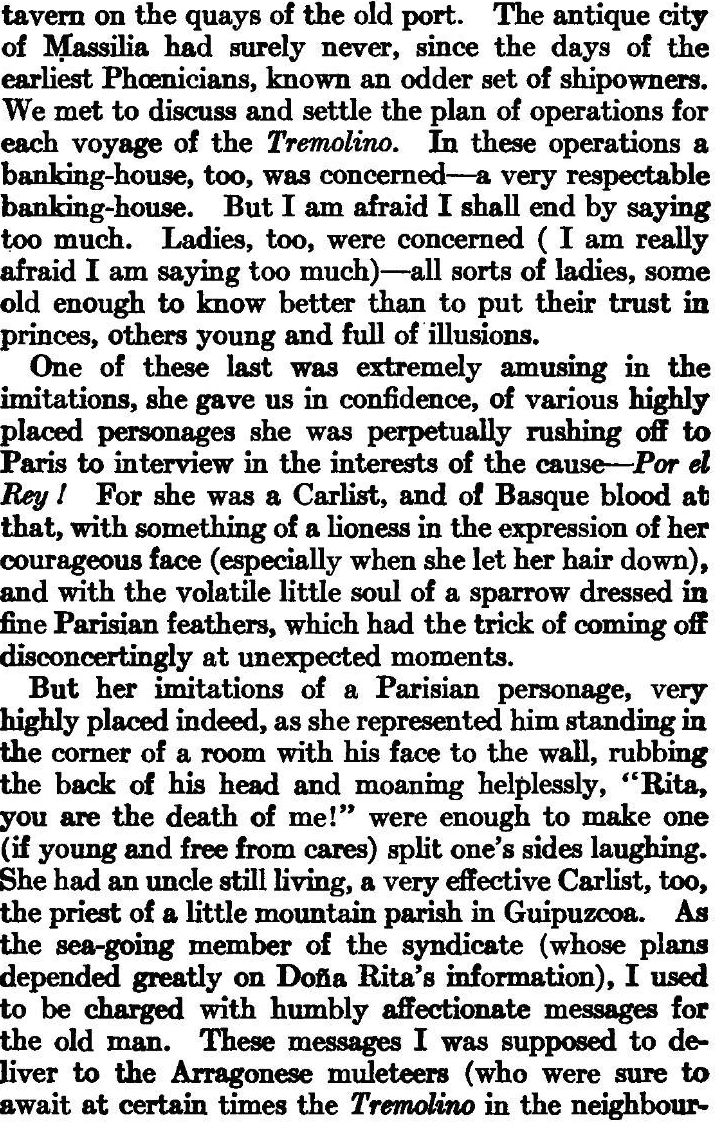 tavern on the quays of the old port. The antique city
of Massilia had surely never, since the days of the
earliest Phœnicians, known an odder set of shipowners.
We met to discuss and settle the plan of operations for
each voyage of the Tremolino. In these operations a
banking-house, too, was concerned—a very respectable
banking-house. But I am afraid I shall end by saying
too much. Ladies, too, were concerned ( I am really
afraid I am saying too much)—all sorts of ladies, some
old enough to know better than to put their trust in
princes, others young and full of illusions.
One of these last was extremely amusing in the
imitations, she gave us in confidence, of various highly
placed personages she was perpetually rushing off to
Paris to interview in the interests of the cause—Por el
Rey! For she was a Carlist, and of Basque blood at
that, with something of a lioness in the expression of her
courageous face (especially when she let her hair down),
and with the volatile little soul of a sparrow dressed in
fine Parisian feathers, which had the trick of coming off
disconcertingly at unexpected moments.
But her imitations of a Parisian personage, very
highly placed indeed, as she represented him standing in
the corner of a room with his face to the wall, rubbing
the back of his head and moaning helplessly, “Rita,
you are the death of me!” were enough to make one
(if young and free from cares) split one’s sides laughing.
She had an uncle still living, a very effective Carlist, too,
the priest of a little mountain parish in Guipuzcoa. As
the sea-going member of the syndicate (whose plans
depended greatly on Doña Rita’s information), I used
to be charged with humbly affectionate messages for
the old man. These messages I was supposed to de-
liver to the Arragonese muleteers (who were sure to
await at certain times the Tremolino in the neighbour-